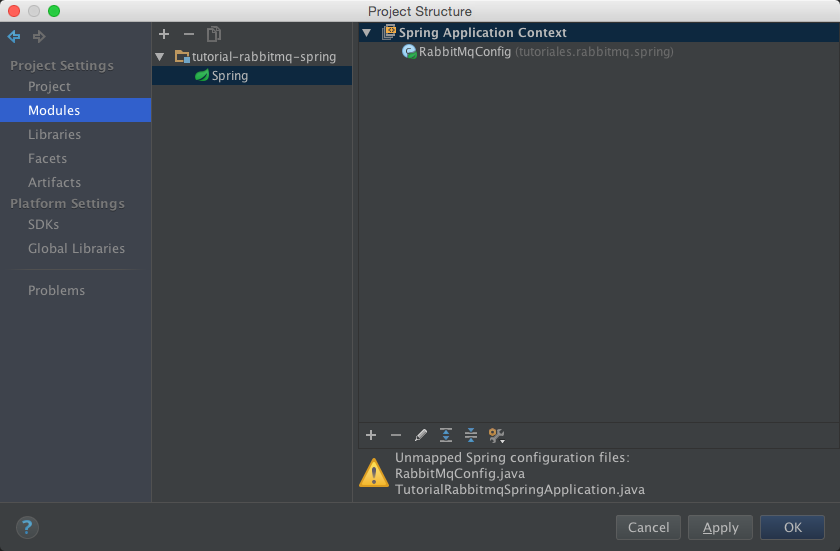 Project Structure
Project Settings
Project
Modules
Libraries
Facets
Artifacts
Platform Settings
SDKs
Global Libraries
Problems
tutorial-rabbitmq-spring
Spring
Spring Application Context
RabbitMqConfig (tutoriales.rabbitmq.spring)
Unmapped Spring configuration files:
RabbitMqConfig.java
TutorialRabbitmqSpringApplication.java
?
Cancel
Apply
OK